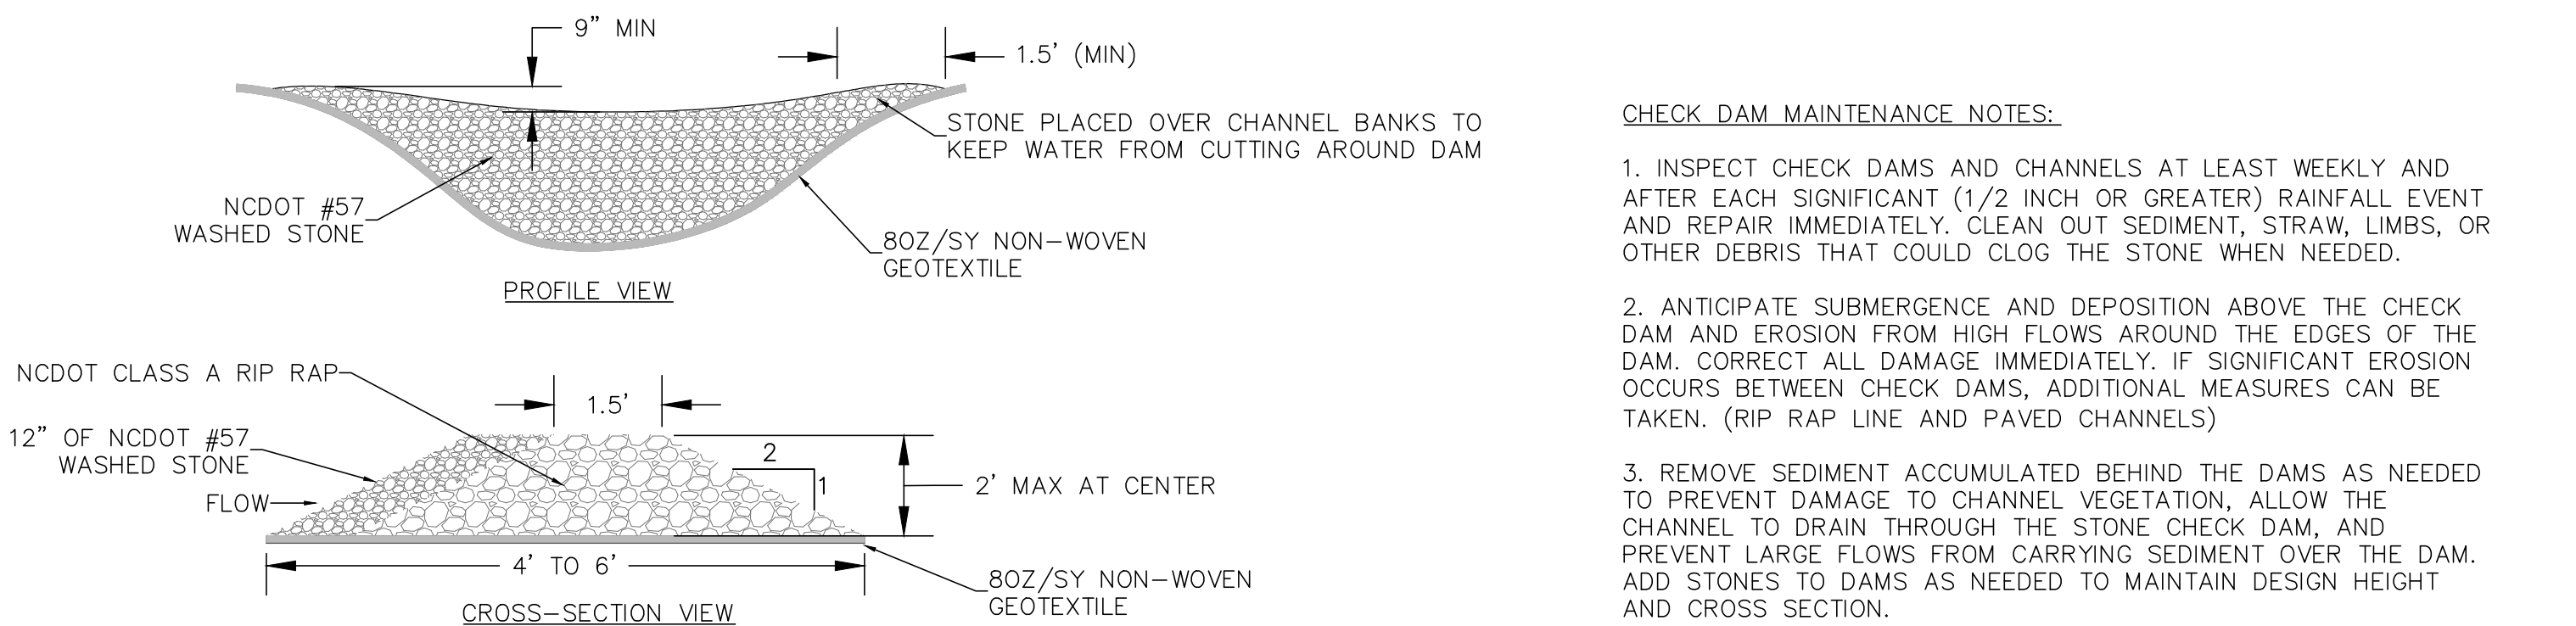 9” MIN
1.5’ (MIN)
STONE PLACED OVER CHANNEL BANKS TO
KEEP WATER FROM CUTTING AROUND DAM
NCDOT #57
WASHED STONE
8OZ/SY NON-WOVEN
GEOTEXTILE
PROFILE VIEW
NCDOT CLASS A RIP RAP
1.5’
12” OF NCDOT #57
WASHED STONE
2
1
FLOW
2’ MAX AT CENTER
4’ TO 6’
8OZ/SY NON-WOVEN
GEOTEXTILE
CROSS-SECTION VIEW
CHECK DAM MAINTENANCE NOTES:
1. INSPECT CHECK DAMS AND CHANNELS AT LEAST WEEKLY AND
AFTER EACH SIGNIFICANT (1/2 INCH OR GREATER) RAINFALL EVENT
AND REPAIR IMMEDIATELY. CLEAN OUT SEDIMENT, STRAW, LIMBS, OR
OTHER DEBRIS THAT COULD CLOG THE STONE WHEN NEEDED.
2. ANTICIPATE SUBMERGENCE AND DEPOSITION ABOVE THE CHECK
DAM AND EROSION FROM HIGH FLOWS AROUND THE EDGES OF THE
DAM. CORRECT ALL DAMAGE IMMEDIATELY. IF SIGNIFICANT EROSION
OCCURS BETWEEN CHECK DAMS, ADDITIONAL MEASURES CAN BE
TAKEN. (RIP RAP LINE AND PAVED CHANNELS)
3. REMOVE SEDIMENT ACCUMULATED BEHIND THE DAMS AS NEEDED
TO PREVENT DAMAGE TO CHANNEL VEGETATION, ALLOW THE
CHANNEL TO DRAIN THROUGH THE STONE CHECK DAM, AND
PREVENT LARGE FLOWS FROM CARRYING SEDIMENT OVER THE DAM.
ADD STONES TO DAMS AS NEEDED TO MAINTAIN DESIGN HEIGHT
AND CROSS SECTION.